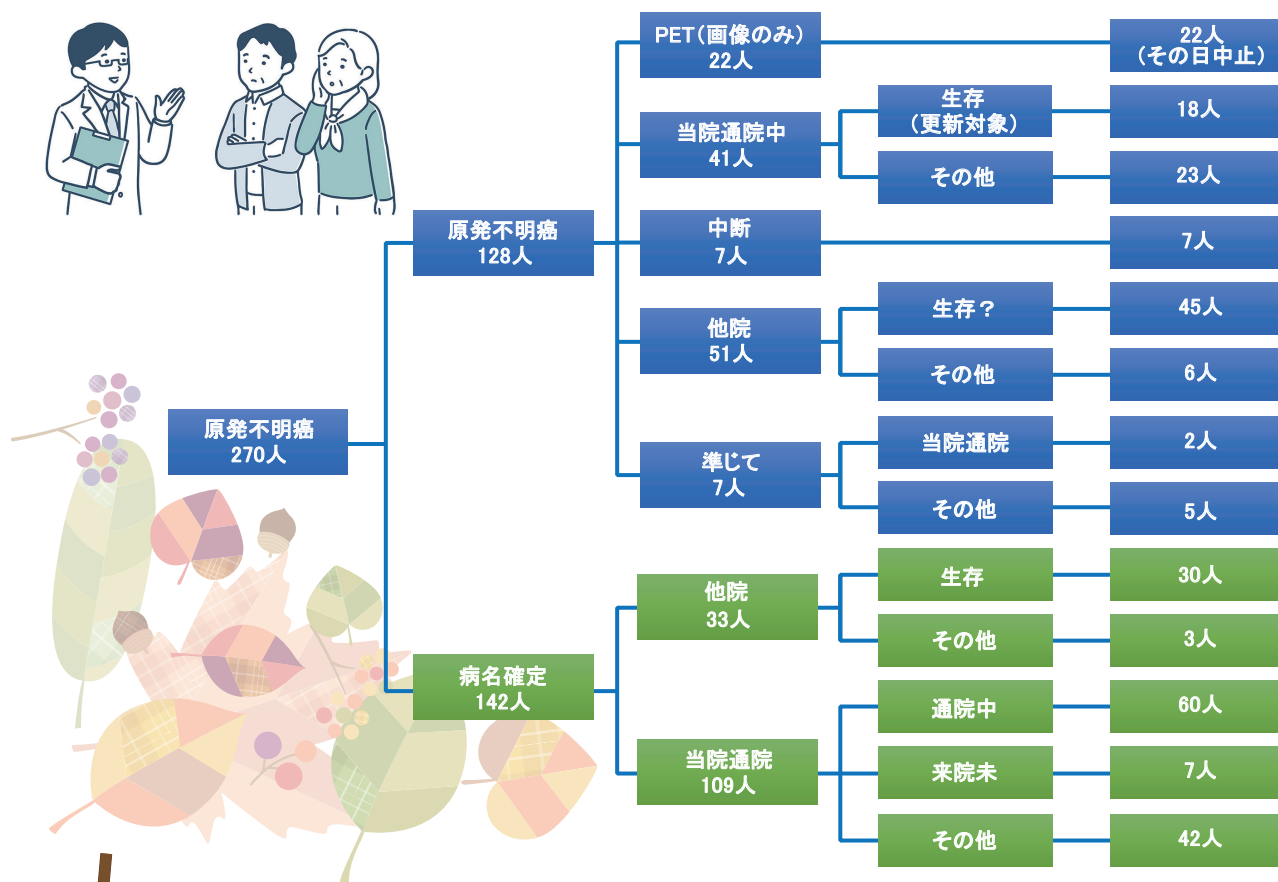 原発不明癌
270人
原発不明癌
128人
PET(画像のみ)
22人
22人
(その日中止)
当院通院中
41人
生存
(更新対象)
18人
その他
23人
中断
7人
7人
他院
51人
生存？
45人
その他
6人
準じて
7人
当院通院
2人
その他
5人
病名確定
142人
他院
33人
生存
30人
その他
3人
当院通院
109人
通院中
60人
来院未
7人
その他
42人